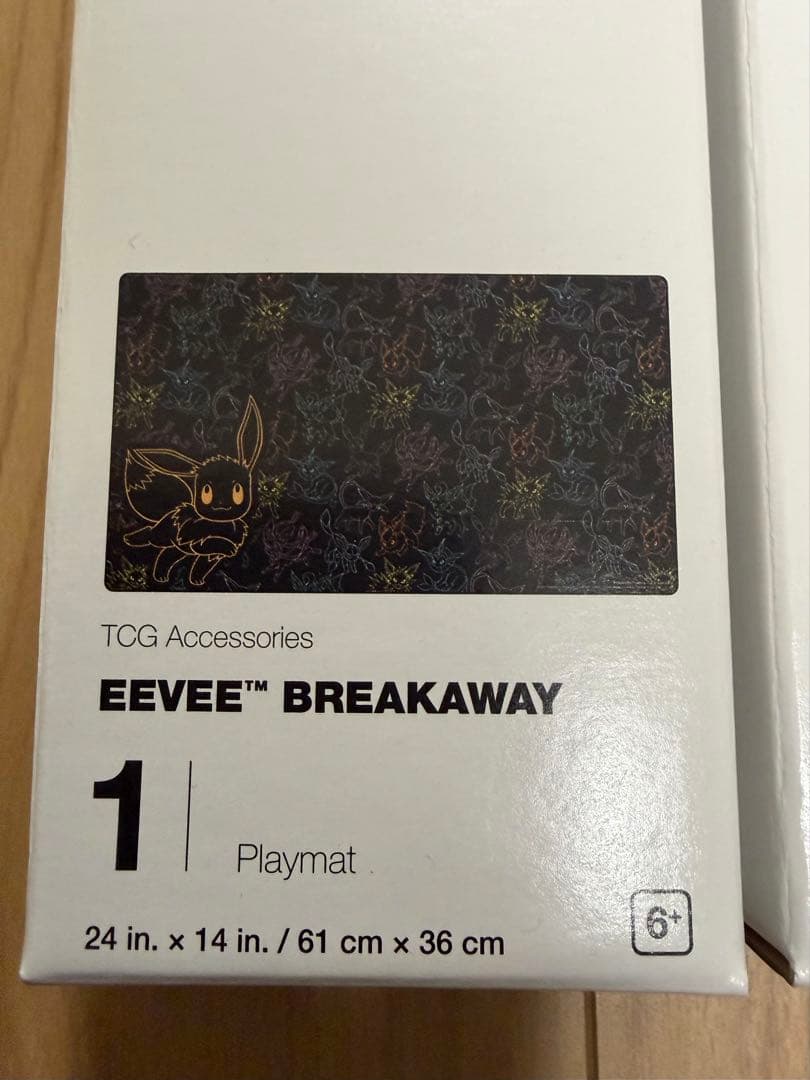 TCG Accessories
EEVEE™ BREAKAWAY
1
Playmat
24 in. × 14 in. / 61 cm × 36 cm
6+